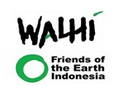 WALHI
Friends of
the Earth
Indonesia